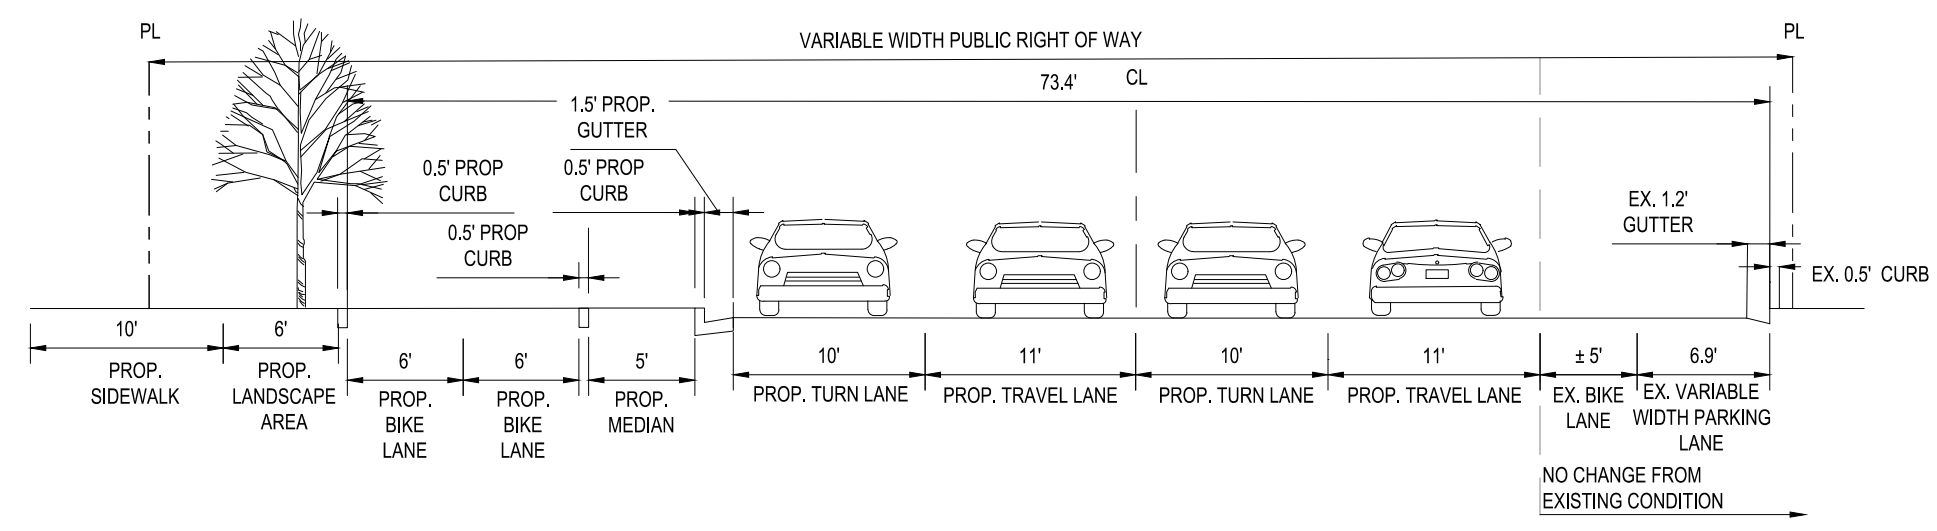 PL
VARIABLE WIDTH PUBLIC RIGHT OF WAY
PL
73.4'
CL
1.5' PROP.
GUTTER
0.5' PROP
CURB
0.5' PROP
CURB
0.5' PROP
CURB
EX. 1.2'
GUTTER
EX. 0.5' CURB
10'
PROP.
SIDEWALK
6'
PROP.
LANDSCAPE
AREA
6'
PROP.
BIKE
LANE
6'
PROP.
BIKE
LANE
5'
PROP.
MEDIAN
10'
PROP. TURN LANE
11'
PROP. TRAVEL LANE
10'
PROP. TURN LANE
11'
PROP. TRAVEL LANE
± 5'
EX. BIKE
LANE
6.9'
EX. VARIABLE
WIDTH PARKING
LANE
NO CHANGE FROM
EXISTING CONDITION